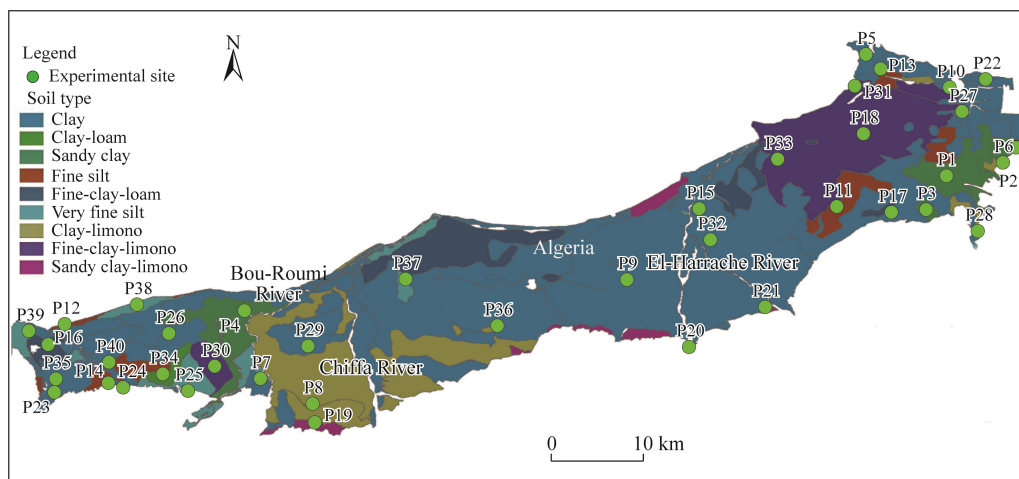 N
Legend
Experimental site
Soil type
Clay
Clay-loam
Sandy clay
Fine silt
Fine-clay-loam
Very fine silt
Clay-limono
Fine-clay-limono
Sandy clay-limono
P5
P13
P10
P22
P31
P27
P18
P33
P6
P1
P2
P15
P11
P17
P3
P28
P32
Algeria
El-Harrache River
P9
P37
Bou-Roumi
River
P21
P38
P39
P12
P26
P4
P36
P16
P29
P20
P40
P35
P34
P30
P7
Chiffa River
P14
P24
P25
P8
P23
P19
0
10 km